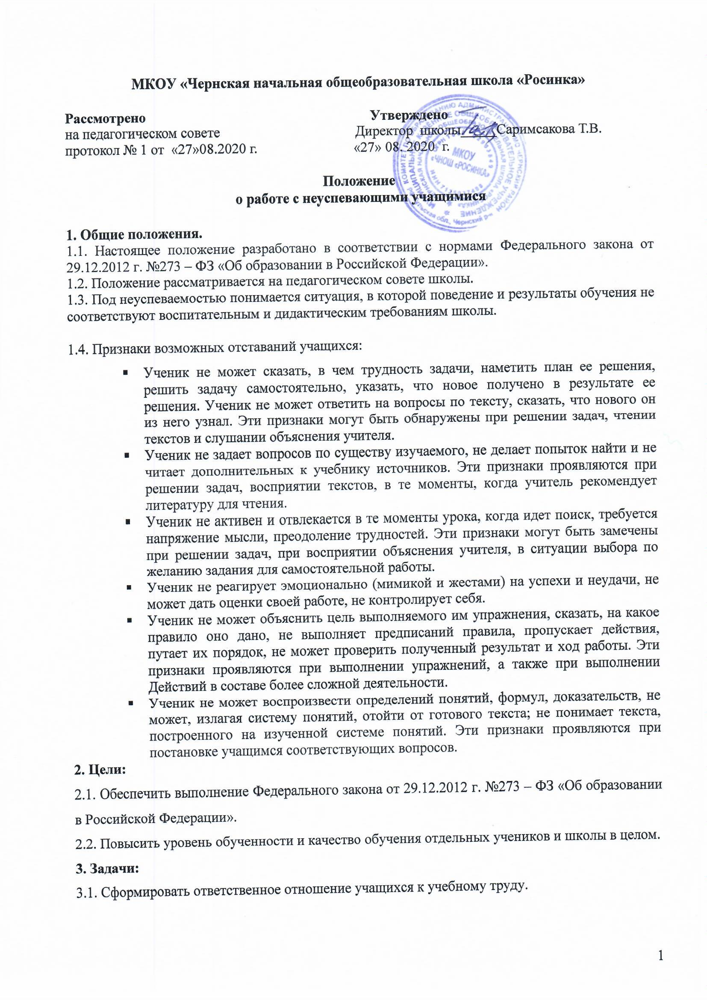 МКОУ «Чернская начальная общеобразовательная школа «Росинка»
Рассмотрено Утверждено
на педагогическом совете Директор школы Саримсакова Т.В.
протокол № 1 от «27»08.2020 г. «27» 08. 2020 г.
МКОУ
«ЧНОШ «РОСИНКА»
Положение
о работе с неуспевающими учащимися
1. Общие положения.
1.1. Настоящее положение разработано в соответствии с нормами Федерального закона от
29.12.2012 г. №273 – ФЗ «Об образовании в Российской Федерации».
1.2. Положение рассматривается на педагогическом совете школы.
1.3. Под неуспеваемостью понимается ситуация, в которой поведение и результаты обучения не
соответствуют воспитательным и дидактическим требованиям школы.
1.4. Признаки возможных отставаний учащихся:
▪ Ученик не может сказать, в чем трудность задачи, наметить план ее решения,
решить задачу самостоятельно, указать, что новое получено в результате ее
решения. Ученик не может ответить на вопросы по тексту, сказать, что нового он
из него узнал. Эти признаки могут быть обнаружены при решении задач, чтении
текстов и слушании объяснения учителя.
▪ Ученик не задает вопросов по существу изучаемого, не делает попыток найти и не
читает дополнительных к учебнику источников. Эти признаки проявляются при
решении задач, восприятии текстов, в те моменты, когда учитель рекомендует
литературу для чтения.
▪ Ученик не активен и отвлекается в те моменты урока, когда идет поиск, требуется
напряжение мысли, преодоление трудностей. Эти признаки могут быть замечены
при решении задач, при восприятии объяснения учителя, в ситуации выбора по
желанию задания для самостоятельной работы.
▪ Ученик не реагирует эмоционально (мимикой и жестами) на успехи и неудачи, не
может дать оценки своей работе, не контролирует себя.
▪ Ученик не может объяснить цель выполняемого им упражнения, сказать, на какое
правило оно дано, не выполняет предписаний правила, пропускает действия,
путает их порядок, не может проверить полученный результат и ход работы. Эти
признаки проявляются при выполнении упражнений, а также при выполнении
Действий в составе более сложной деятельности.
▪ Ученик не может воспроизвести определений понятий, формул, доказательств, не
может, излагая систему понятий, отойти от готового текста; не понимает текста,
построенного на изученной системе понятий. Эти признаки проявляются при
постановке учащимся соответствующих вопросов.
2. Цели:
2.1. Обеспечить выполнение Федерального закона от 29.12.2012 г. №273 – ФЗ «Об образовании
в Российской Федерации».
2.2. Повысить уровень обученности и качество обучения отдельных учеников и школы в целом.
3. Задачи:
3.1. Сформировать ответственное отношение учащихся к учебному труду.
1